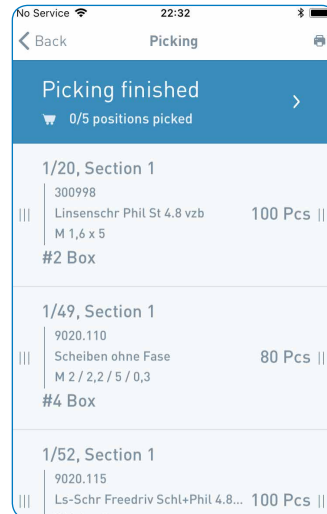 No Service 22:32
Back Picking
Picking finished
0/5 positions picked
1/20, Section 1
300998
Linsenschr Phil St 4.8 vzb 100 Pcs
M 1,6 x 5
#2 Box
1/49, Section 1
9020.110
Scheiben ohne Fase 80 Pcs
M 2 / 2,2 / 5 / 0,3
#4 Box
1/52, Section 1
9020.115
Ls-Schr Freedriv Schl+Phil 4.8... 100 Pcs